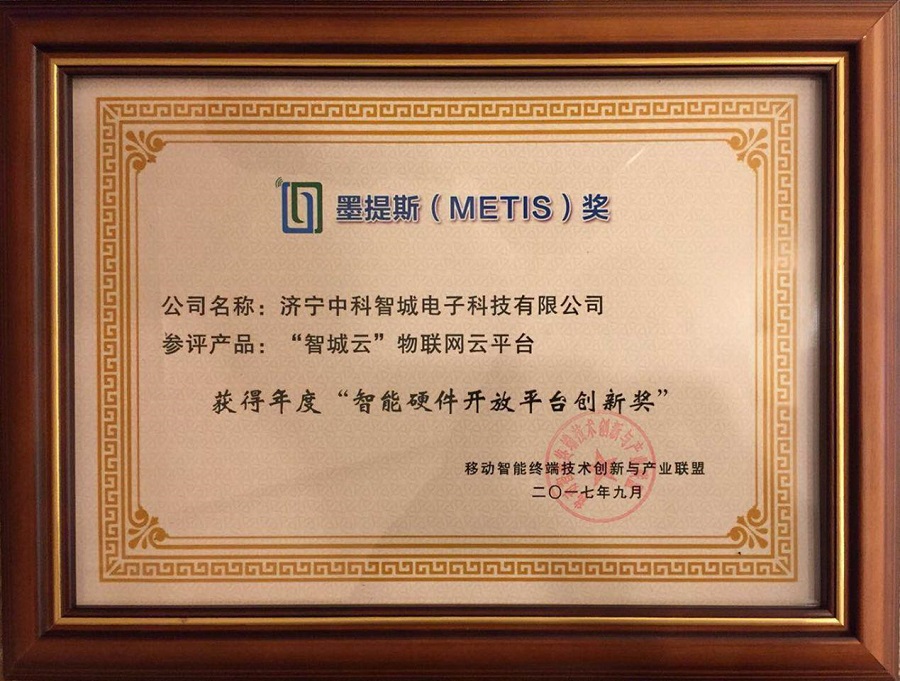 墨提斯（METIS）奖
公司名称：济宁中科智城电子科技有限公司
参评产品：“智城云”物联网云平台
获得年度“智能硬件开放平台创新奖”
移动智能终端技术创新与产业联盟
二〇一七年九月